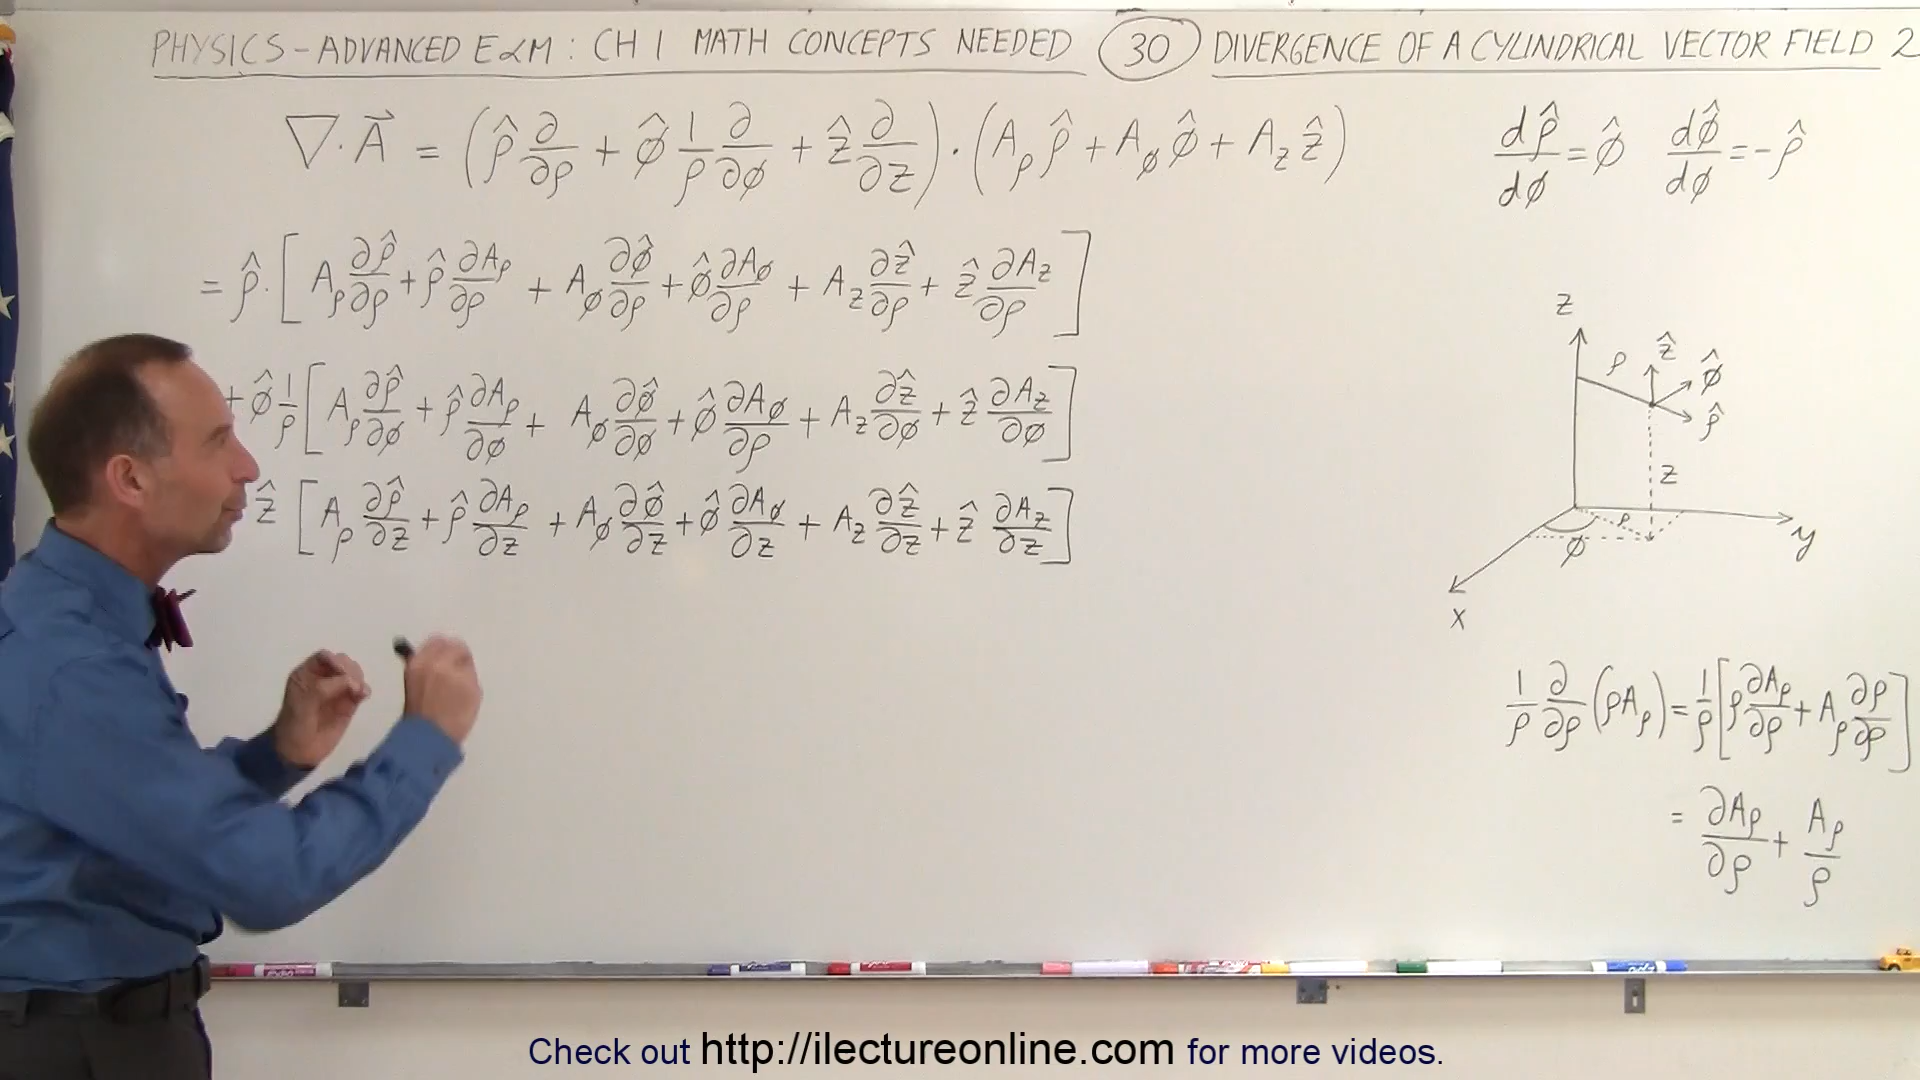 PHYSICS - ADVANCED E&M : CH 1 MATH CONCEPTS NEEDED (30) DIVERGENCE OF A CYLINDRICAL VECTOR FIELD 2
∇·A⃗ = (ρ̂ ∂/∂ρ + φ̂ 1/ρ ∂/∂φ + ẑ ∂/∂z) · (A_ρ ρ̂ + A_φ φ̂ + A_z ẑ)
dρ̂/dφ = φ̂ dφ̂/dφ = -ρ̂
= ρ̂· [A_ρ ∂ρ̂/∂ρ + ρ̂ ∂A_ρ/∂ρ + A_φ ∂φ̂/∂ρ + φ̂ ∂A_φ/∂ρ + A_z ∂ẑ/∂ρ + ẑ ∂A_z/∂ρ]
+ φ̂ 1/ρ [A_ρ ∂ρ̂/∂φ + ρ̂ ∂A_ρ/∂φ + A_φ ∂φ̂/∂φ + φ̂ ∂A_φ/∂ρ + A_z ∂ẑ/∂φ + ẑ ∂A_z/∂φ]
ẑ [A_ρ ∂ρ̂/∂z + ρ̂ ∂A_ρ/∂z + A_φ ∂φ̂/∂z + φ̂ ∂A_φ/∂z + A_z ∂ẑ/∂z + ẑ ∂A_z/∂z]
z
ρ ẑ φ̂
ρ̂
z
ρ
φ y
x
1/ρ ∂/∂ρ (ρA_ρ) = 1/ρ [ρ ∂A_ρ/∂ρ + A_ρ ∂ρ/∂ρ]
= ∂A_ρ/∂ρ + A_ρ/ρ
Check out http://ilectureonline.com for more videos.